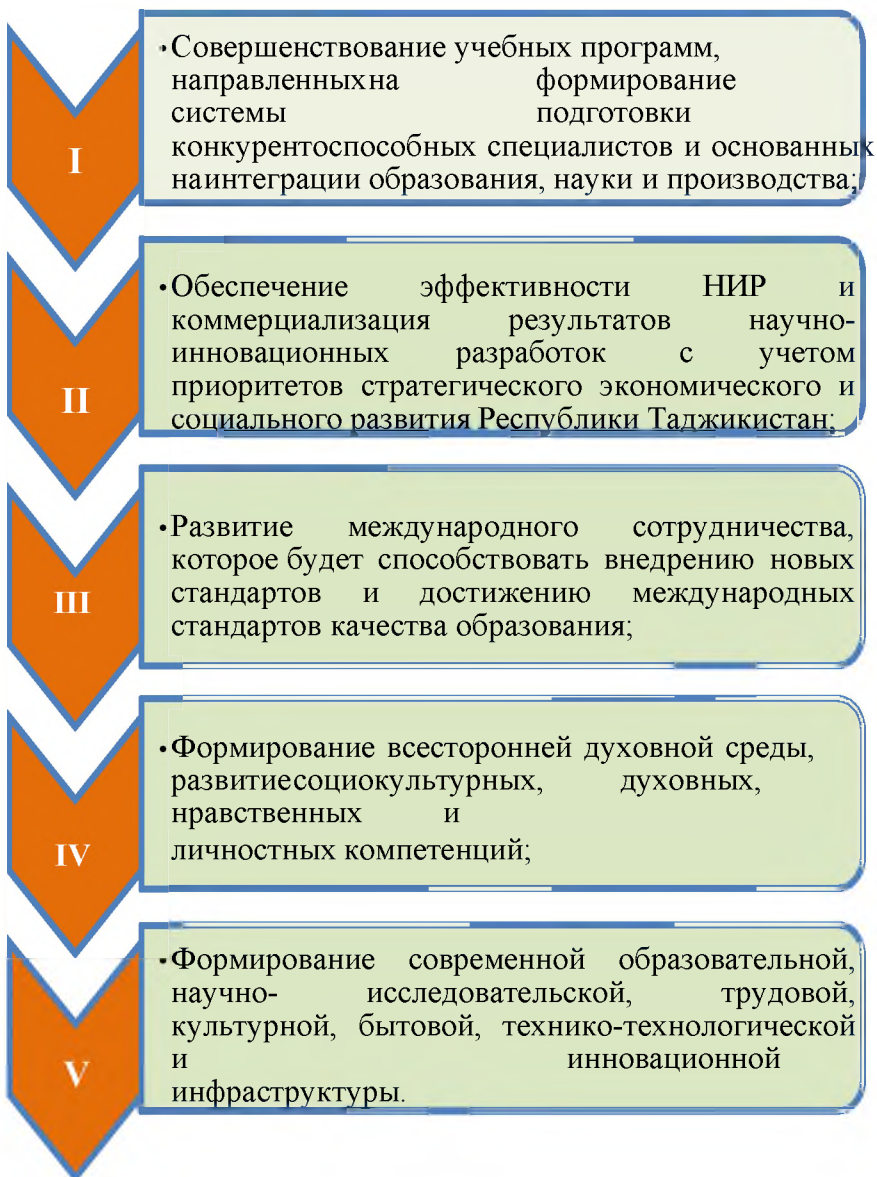 I
•Совершенствование учебных программ,
направленныхна формирование
системы подготовки
конкурентоспособных специалистов и основанных
наинтеграции образования, науки и производства;
II
•Обеспечение эффективности НИР и
коммерциализация результатов научно-
инновационных разработок с учетом
приоритетов стратегического экономического и
социального развития Республики Таджикистан;
III
•Развитие международного сотрудничества,
которое будет способствовать внедрению новых
стандартов и достижению международных
стандартов качества образования;
IV
•Формирование всесторонней духовной среды,
развитиесоциокультурных, духовных,
нравственных и
личностных компетенций;
V
•Формирование современной образовательной,
научно- исследовательской, трудовой,
культурной, бытовой, технико-технологической
и инновационной
инфраструктуры.